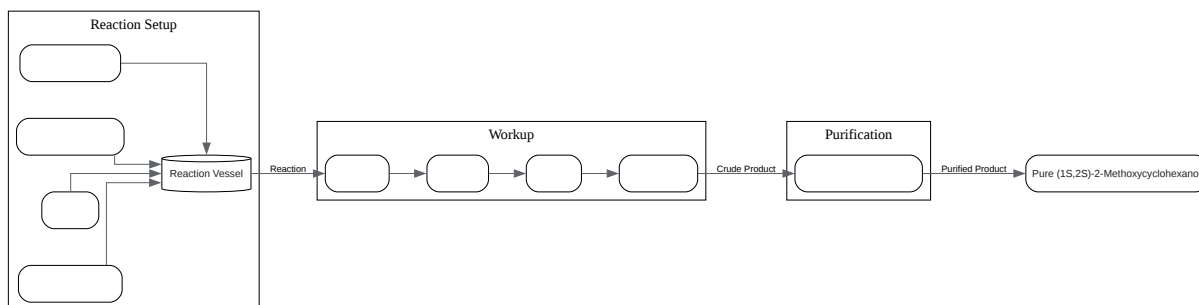 Reaction Setup
Reaction Vessel
Reaction
Workup
Crude Product
Purification
Purified Product
Pure (1S,2S)-2-Methoxycyclohexano